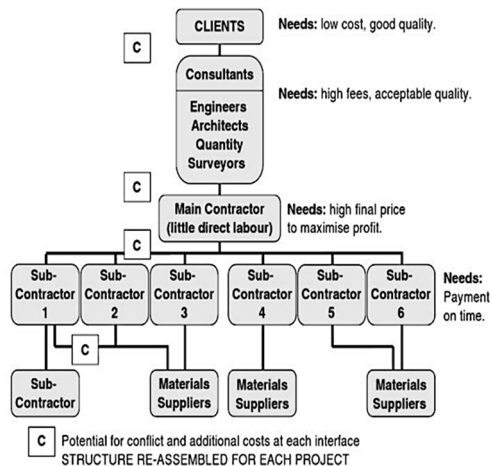 CLIENTS
Needs: low cost, good quality.
C
Consultants
Needs: high fees, acceptable quality.
Engineers
Architects
Quantity
Surveyors
C
Main Contractor
(little direct labour)
Needs: high final price
to maximise profit.
C
Sub-
Contractor
1
Sub-
Contractor
2
Sub-
Contractor
3
Sub-
Contractor
4
Sub-
Contractor
5
Sub-
Contractor
6
Needs:
Payment
on time.
C
Sub-
Contractor
Materials
Suppliers
Materials
Suppliers
Materials
Suppliers
C Potential for conflict and additional costs at each interface
STRUCTURE RE-ASSEMBLED FOR EACH PROJECT